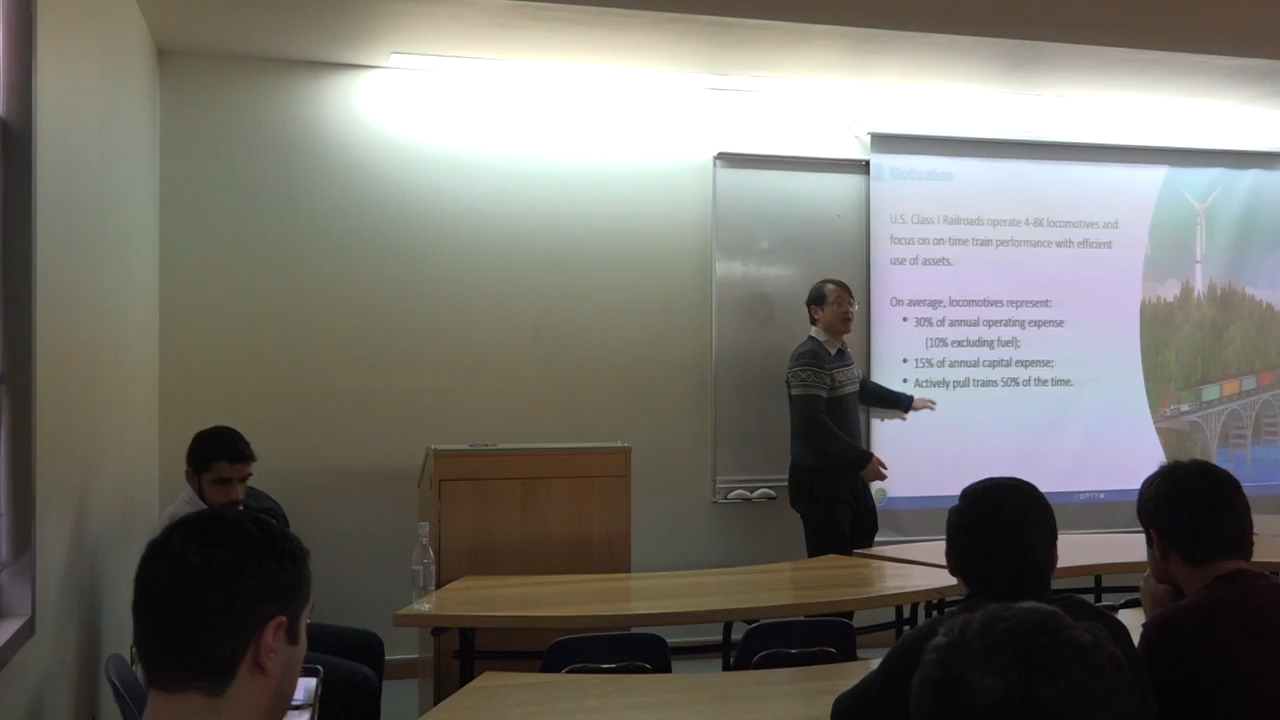 Motivation
U.S. Class I Railroads operate 4-8K locomotives and
focus on on-time train performance with efficient
use of assets.
On average, locomotives represent:
• 30% of annual operating expense
(10% excluding fuel);
• 15% of annual capital expense;
• Actively pull trains 50% of the time.
OPTYM